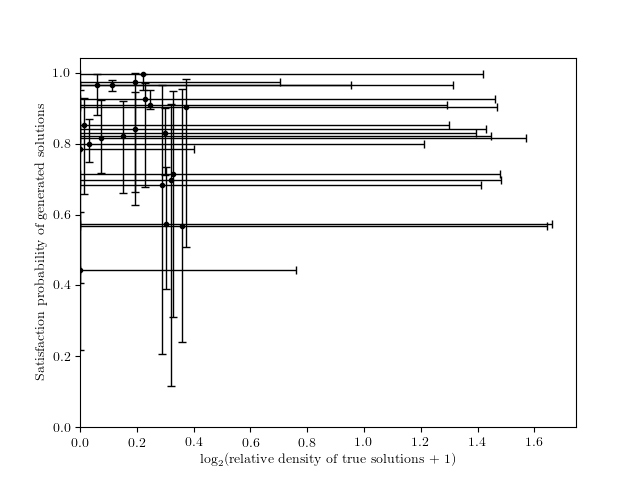 Satisfaction probability of generated solutions
1.0
0.8
0.6
0.4
0.2
0.0
0.0 0.2 0.4 0.6 0.8 1.0 1.2 1.4 1.6
log₂(relative density of true solutions + 1)